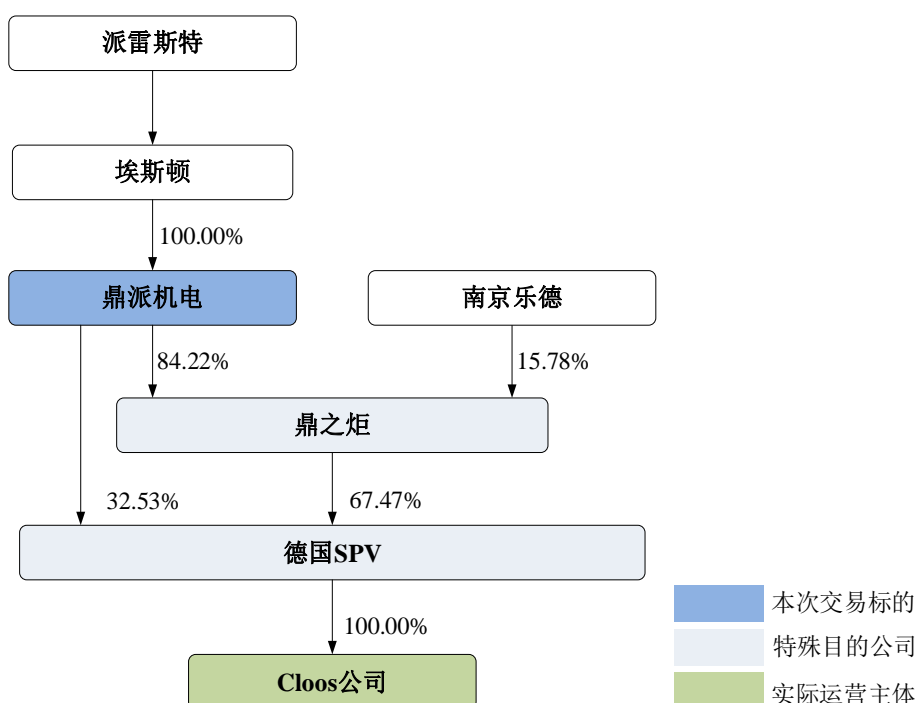 派雷斯特
埃斯顿
100.00%
鼎派机电
南京乐德
84.22%
15.78%
鼎之炬
32.53%
67.47%
德国SPV
100.00%
Cloos公司
本次交易标的
特殊目的公司
实际运营主体